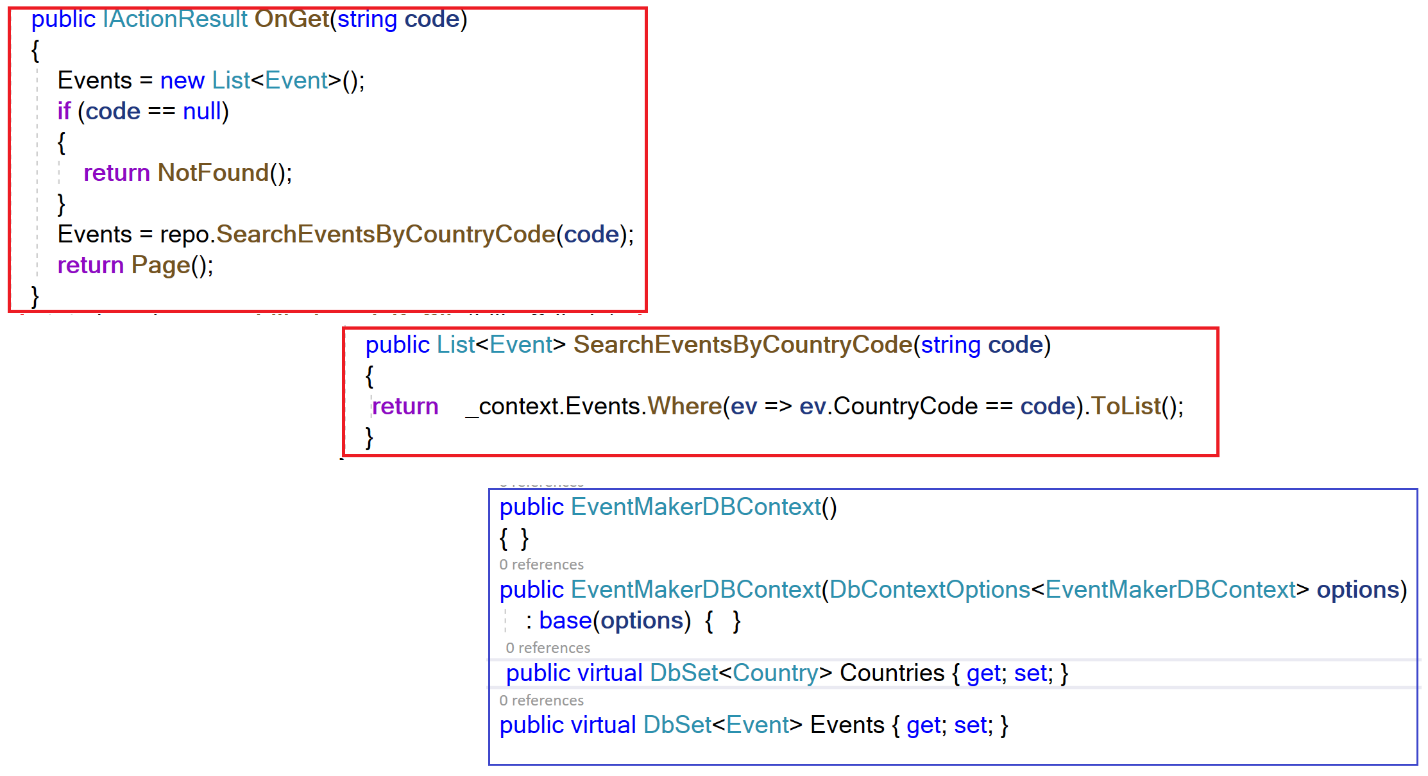 public IActionResult OnGet(string code)
{
Events = new List<Event>();
if (code == null)
{
return NotFound();
}
Events = repo.SearchEventsByCountryCode(code);
return Page();
}
public List<Event> SearchEventsByCountryCode(string code)
{
return _context.Events.Where(ev => ev.CountryCode == code).ToList();
}
public EventMakerDBContext()
{ }
0 references
public EventMakerDBContext(DbContextOptions<EventMakerDBContext> options)
: base(options) { }
0 references
public virtual DbSet<Country> Countries { get; set; }
0 references
public virtual DbSet<Event> Events { get; set; }